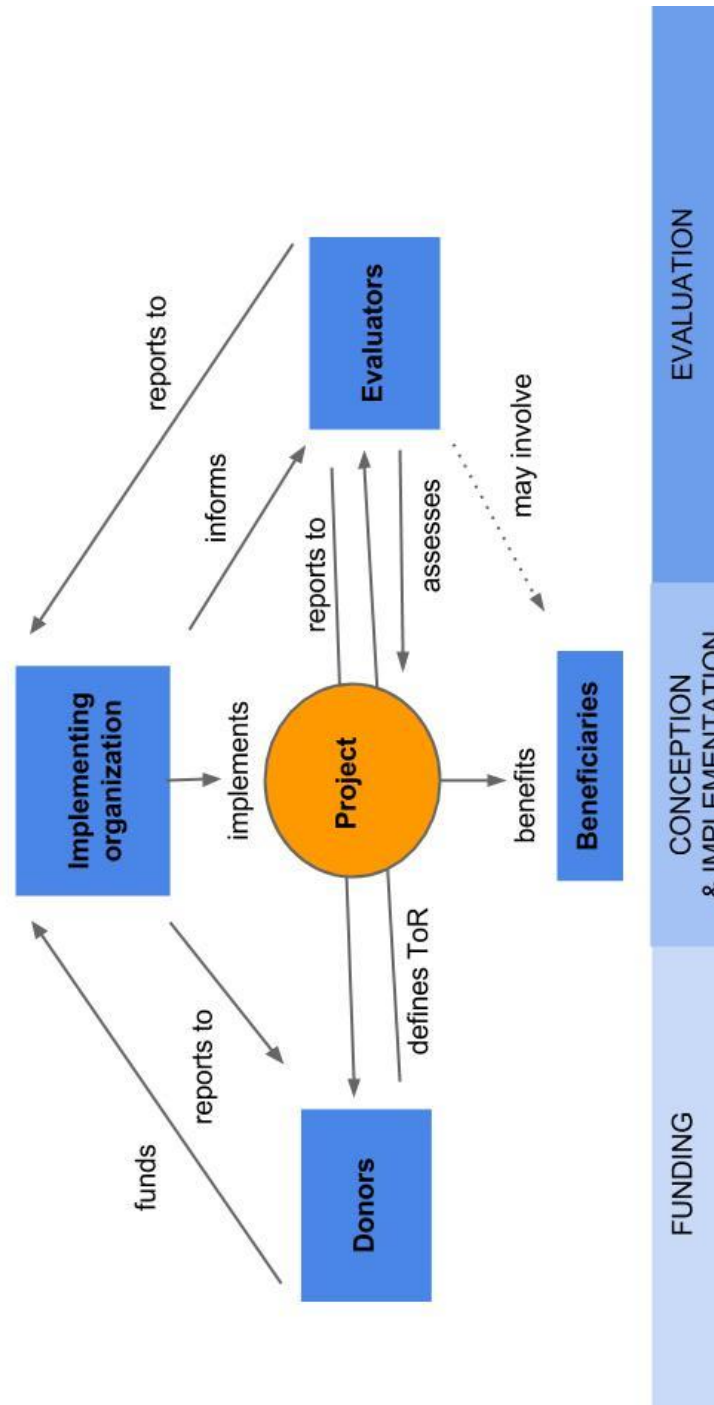 Implementing
organization
funds
reports to
implements
informs
reports to
Donors
Project
Evaluators
reports to
defines ToR
assesses
benefits
may involve
Beneficiaries
FUNDING
CONCEPTION
& IMPLEMENTATION
EVALUATION